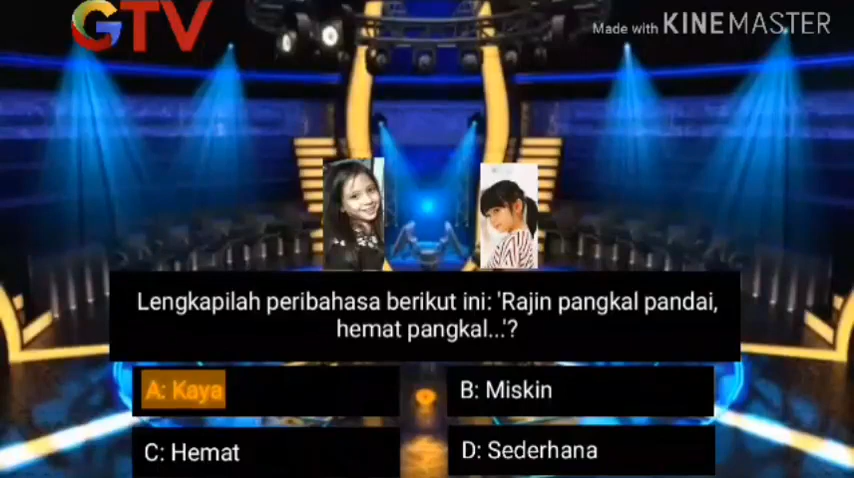 GTV
Made with KINEMASTER
Lengkapilah peribahasa berikut ini: 'Rajin pangkal pandai,
hemat pangkal...'?
A: Kaya
B: Miskin
C: Hemat
D: Sederhana